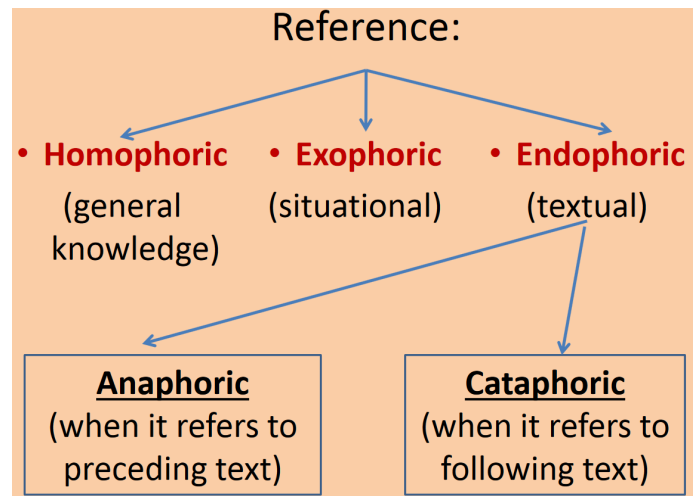 Reference:
• Homophoric • Exophoric • Endophoric
(general (situational) (textual)
knowledge)
Anaphoric
(when it refers to
preceding text)
Cataphoric
(when it refers to
following text)